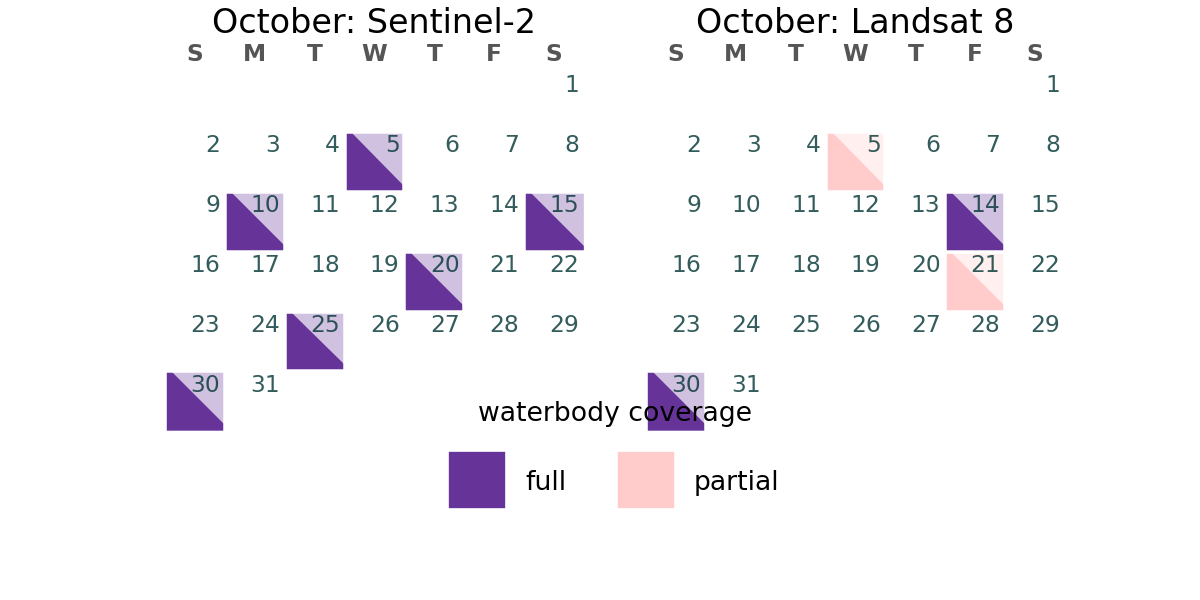 October: Sentinel-2
S M T W T F S
1
2 3 4 5 6 7 8
9 10 11 12 13 14 15
16 17 18 19 20 21 22
23 24 25 26 27 28 29
30 31
October: Landsat 8
S M T W T F S
1
2 3 4 5 6 7 8
9 10 11 12 13 14 15
16 17 18 19 20 21 22
23 24 25 26 27 28 29
30 31
waterbody coverage
full partial